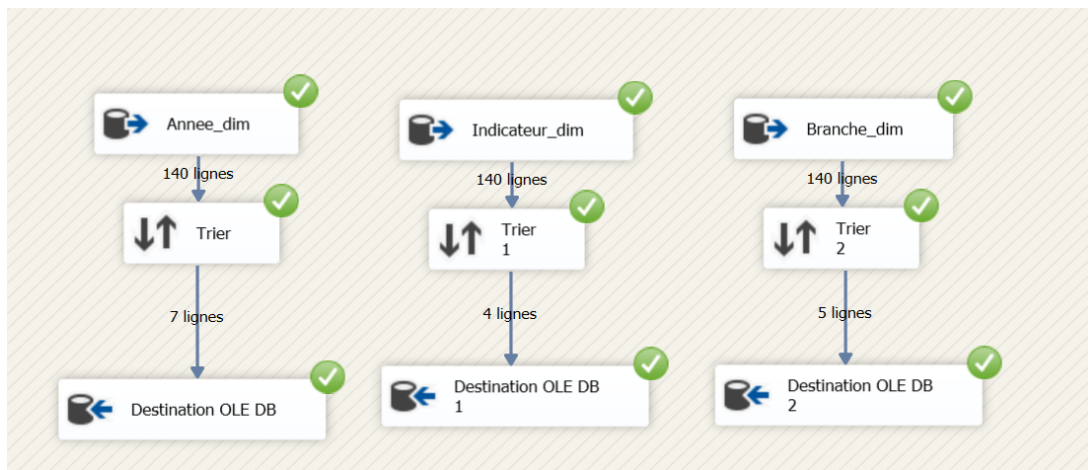 Annee_dim
140 lignes
Trier
7 lignes
Destination OLE DB
Indicateur_dim
140 lignes
Trier
1
4 lignes
Destination OLE DB
1
Branche_dim
140 lignes
Trier
2
5 lignes
Destination OLE DB
2